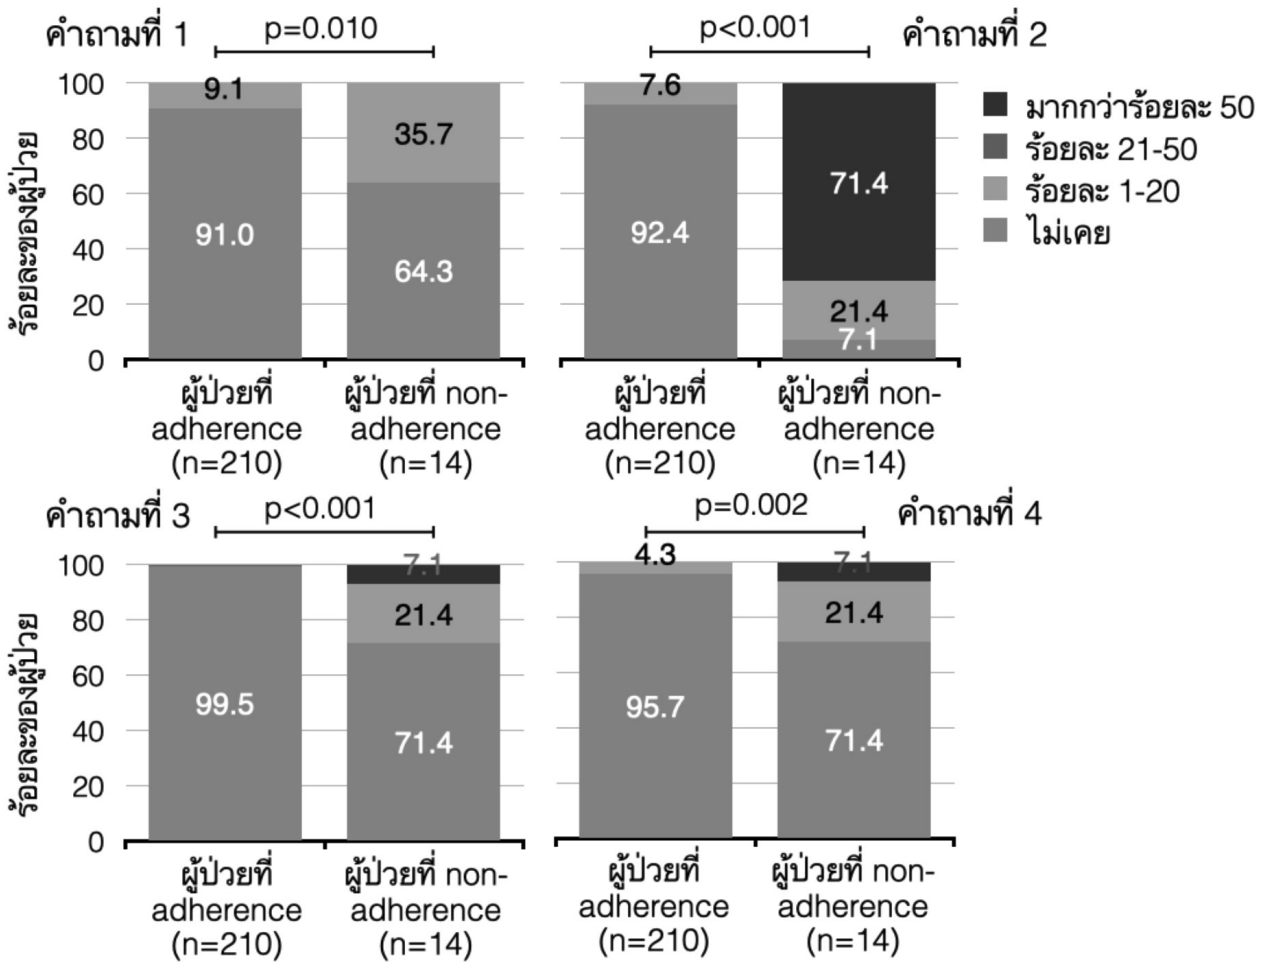 คำถามที่ 1
p=0.010
p<0.001
คำถามที่ 2
ร้อยละของผู้ป่วย
100
80
60
40
20
0
9.1
91.0
35.7
64.3
7.6
92.4
71.4
21.4
7.1
มากกว่าร้อยละ 50
ร้อยละ 21-50
ร้อยละ 1-20
ไม่เคย
ผู้ป่วยที่
adherence
(n=210)
ผู้ป่วยที่ non-
adherence
(n=14)
ผู้ป่วยที่
adherence
(n=210)
ผู้ป่วยที่ non-
adherence
(n=14)
คำถามที่ 3
p<0.001
p=0.002
คำถามที่ 4
ร้อยละของผู้ป่วย
100
80
60
40
20
0
99.5
7.1
21.4
71.4
4.3
95.7
7.1
21.4
71.4
ผู้ป่วยที่
adherence
(n=210)
ผู้ป่วยที่ non-
adherence
(n=14)
ผู้ป่วยที่
adherence
(n=210)
ผู้ป่วยที่ non-
adherence
(n=14)